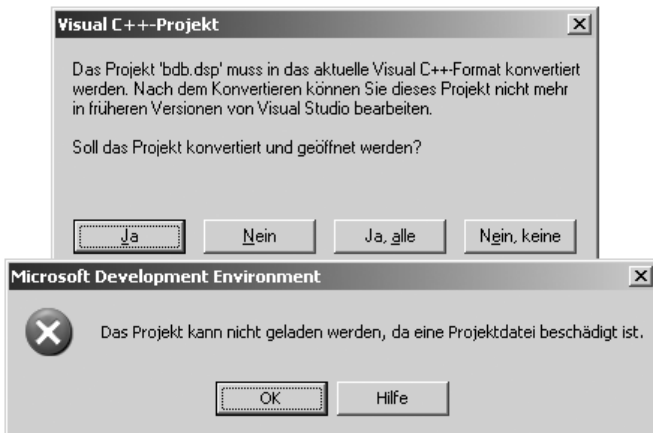 Visual C++-Projekt
Das Projekt 'bdb.dsp' muss in das aktuelle Visual C++-Format konvertiert
werden. Nach dem Konvertieren können Sie dieses Projekt nicht mehr
in früheren Versionen von Visual Studio bearbeiten.
Soll das Projekt konvertiert und geöffnet werden?
Ja Nein Ja, alle Nein, keine
Microsoft Development Environment
Das Projekt kann nicht geladen werden, da eine Projektdatei beschädigt ist.
OK Hilfe